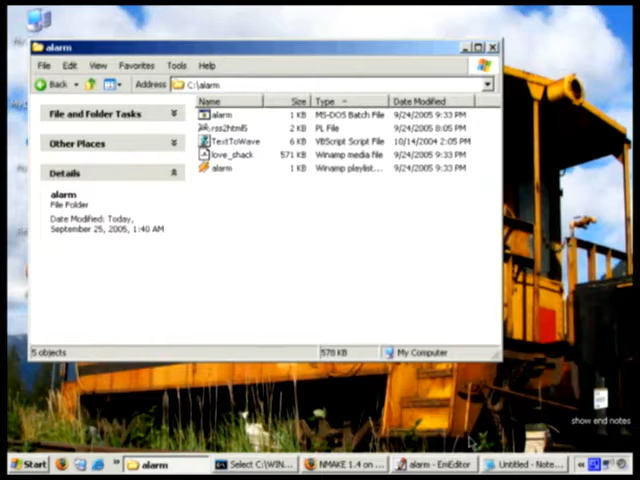 alarm
File Edit View Favorites Tools Help
Back Address C:\alarm
Name Size Type Date Modified
File and Folder Tasks
Other Places
Details
alarm
File Folder
Date Modified: Today,
September 25, 2005, 1:40 AM
alarm 1 KB MS-DOS Batch File 9/24/2005 9:33 PM
rss2html5 2 KB PL File 9/24/2005 8:05 PM
TextToWave 6 KB VBScript Script File 10/14/2004 2:05 PM
love_shack 571 KB Winamp media file 9/24/2005 9:33 PM
alarm 1 KB Winamp playlist... 9/24/2005 9:33 PM
5 objects 578 KB My Computer
show end notes
Start alarm Select C:\WIN... NMAKE 1.4 on ... alarm - EmEditor Untitled - Note...